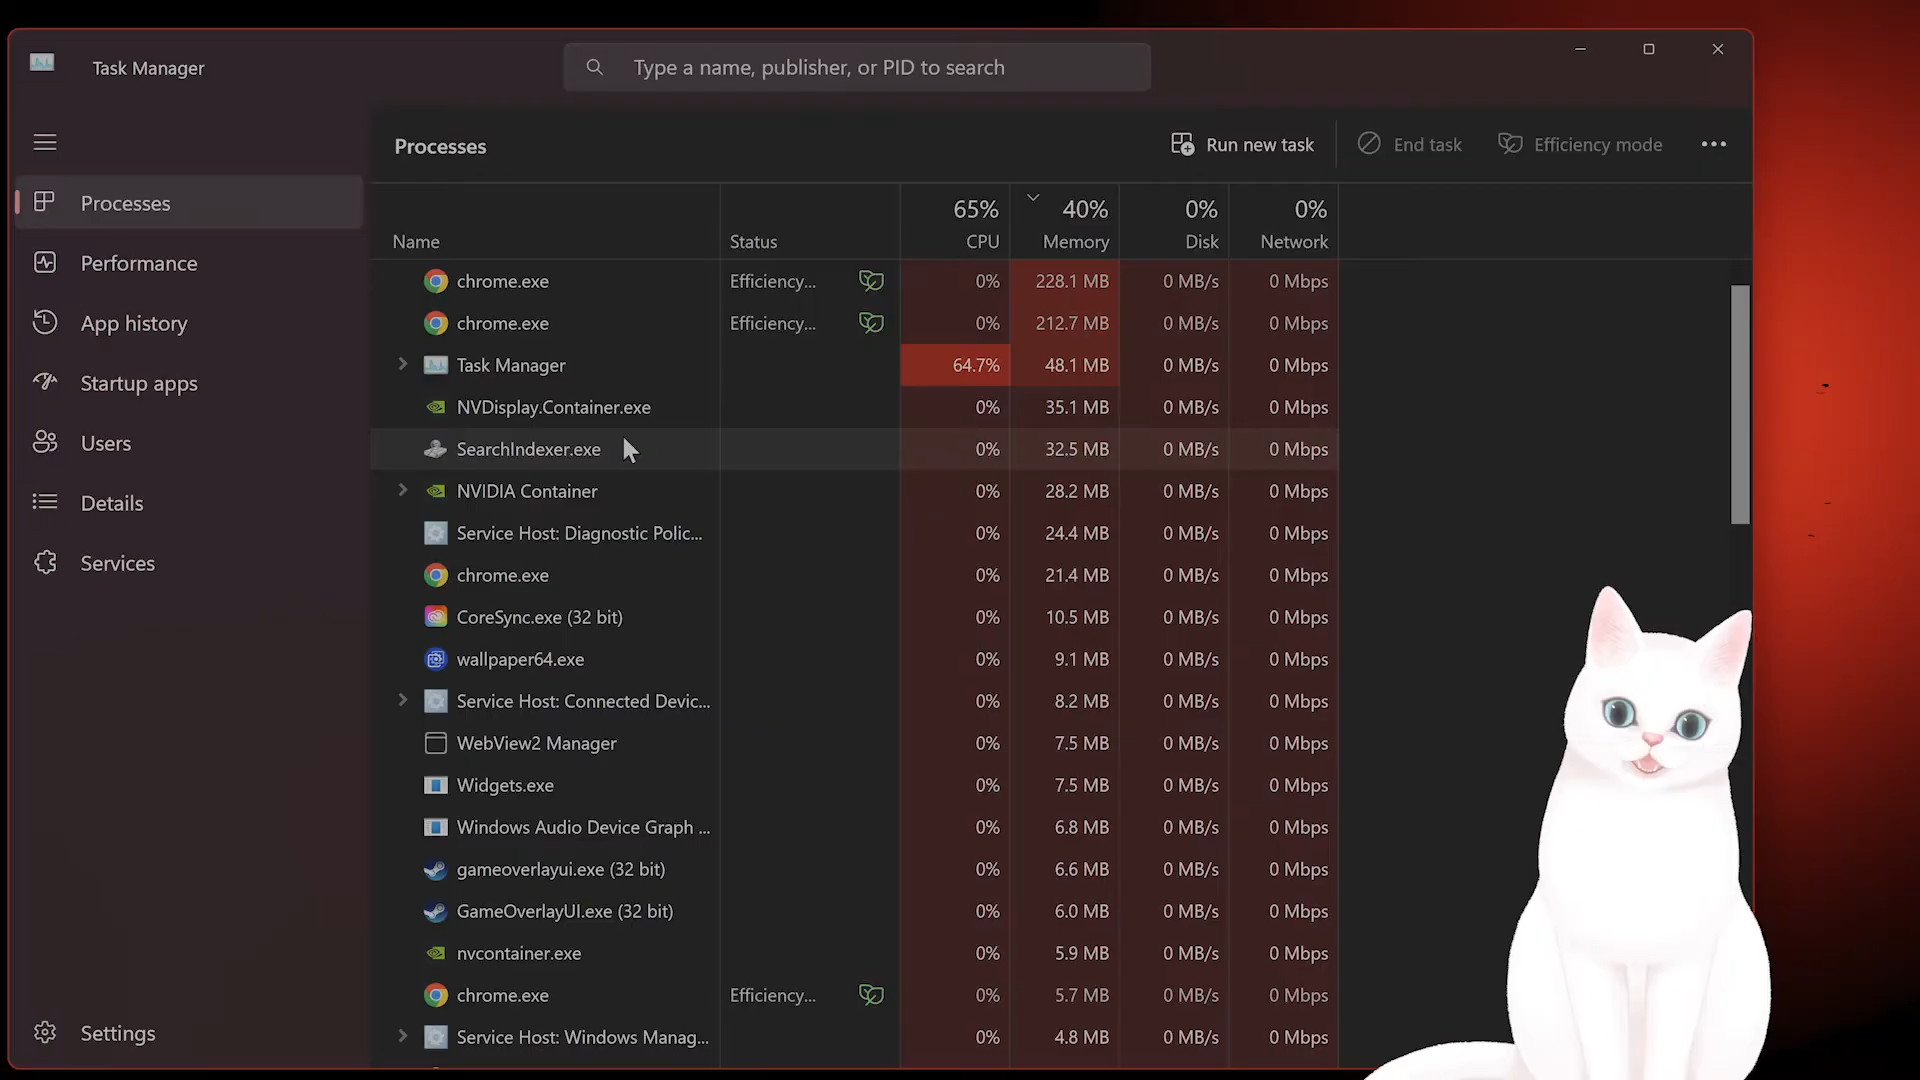 Task Manager
Type a name, publisher, or PID to search
Processes
Performance
App history
Startup apps
Users
Details
Services
Settings
Processes
Run new task
End task
Efficiency mode
65% 40% 0% 0%
Name Status CPU Memory Disk Network
chrome.exe Efficiency... 0% 228.1 MB 0 MB/s 0 Mbps
chrome.exe Efficiency... 0% 212.7 MB 0 MB/s 0 Mbps
Task Manager 64.7% 48.1 MB 0 MB/s 0 Mbps
NVDisplay.Container.exe 0% 35.1 MB 0 MB/s 0 Mbps
SearchIndexer.exe 0% 32.5 MB 0 MB/s 0 Mbps
NVIDIA Container 0% 28.2 MB 0 MB/s 0 Mbps
Service Host: Diagnostic Polic... 0% 24.4 MB 0 MB/s 0 Mbps
chrome.exe 0% 21.4 MB 0 MB/s 0 Mbps
CoreSync.exe (32 bit) 0% 10.5 MB 0 MB/s 0 Mbps
wallpaper64.exe 0% 9.1 MB 0 MB/s 0 Mbps
Service Host: Connected Devic... 0% 8.2 MB 0 MB/s 0 Mbps
WebView2 Manager 0% 7.5 MB 0 MB/s 0 Mbps
Widgets.exe 0% 7.5 MB 0 MB/s 0 Mbps
Windows Audio Device Graph ... 0% 6.8 MB 0 MB/s 0 Mbps
gameoverlayui.exe (32 bit) 0% 6.6 MB 0 MB/s 0 Mbps
GameOverlayUI.exe (32 bit) 0% 6.0 MB 0 MB/s 0 Mbps
nvcontainer.exe 0% 5.9 MB 0 MB/s 0 Mbps
chrome.exe Efficiency... 0% 5.7 MB 0 MB/s 0 Mbps
Service Host: Windows Manag... 0% 4.8 MB 0 MB/s 0 Mbps